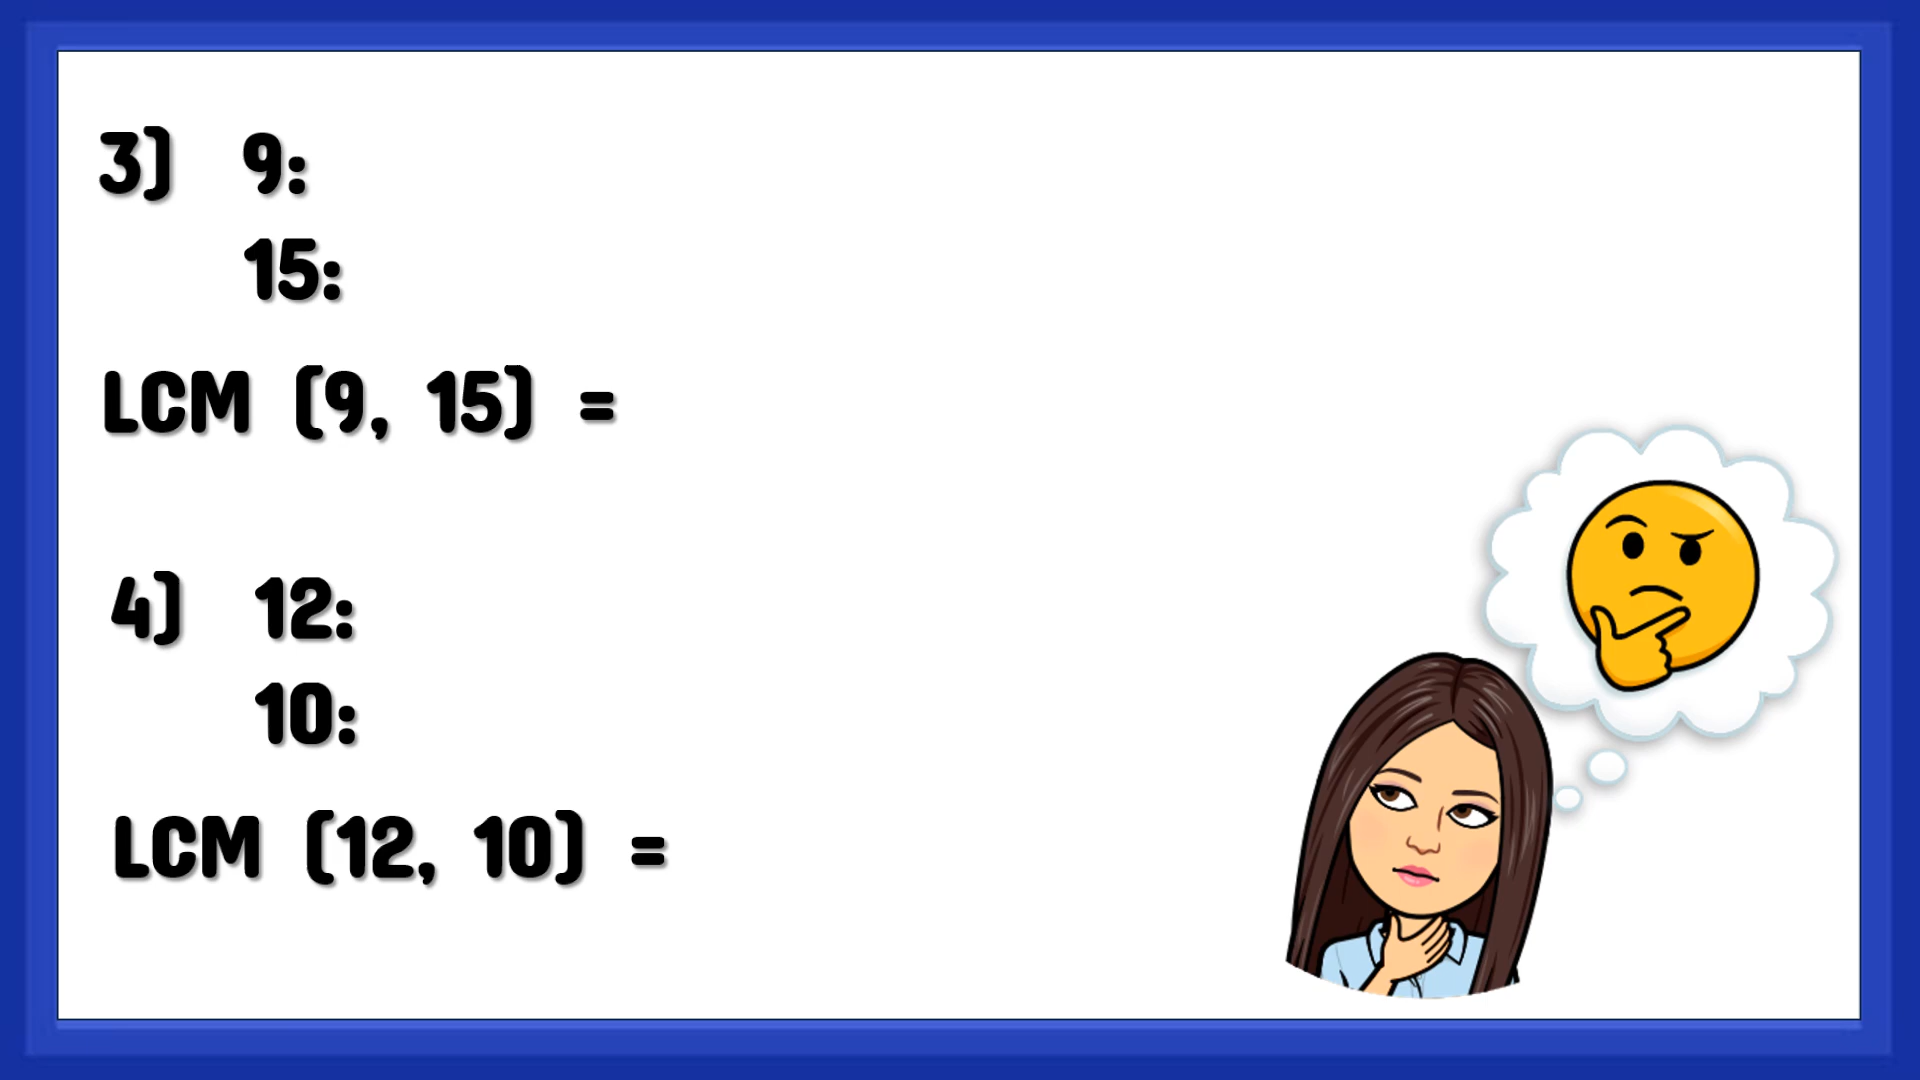 3) 9:
15:
LCM (9, 15) =
4) 12:
10:
LCM (12, 10) =